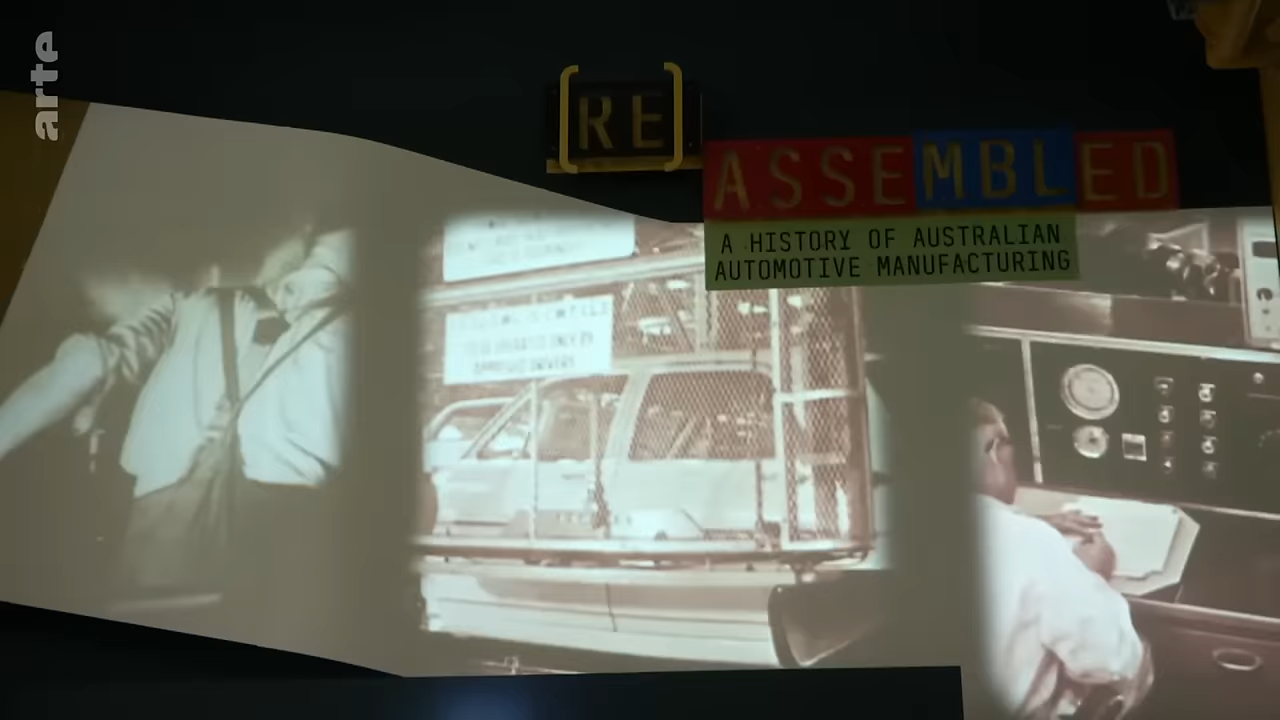 arte
[RE]
ASSEMBLED
A HISTORY OF AUSTRALIAN
AUTOMOTIVE MANUFACTURING